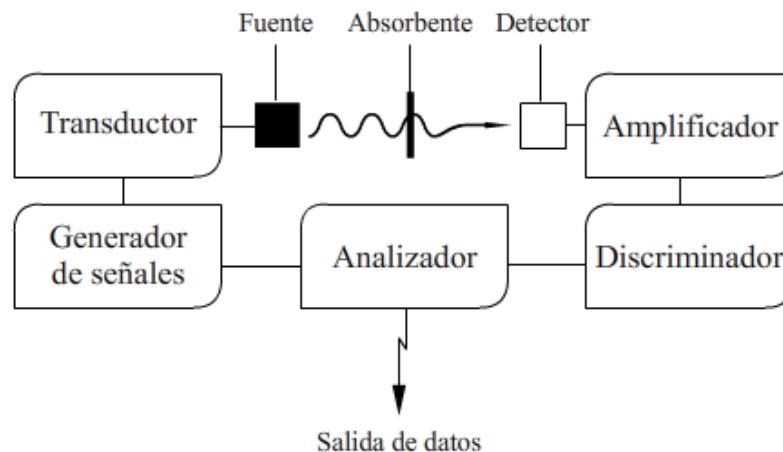 Fuente
Absorbente
Detector
Transductor
Amplificador
Generador
de señales
Analizador
Discriminador
Salida de datos